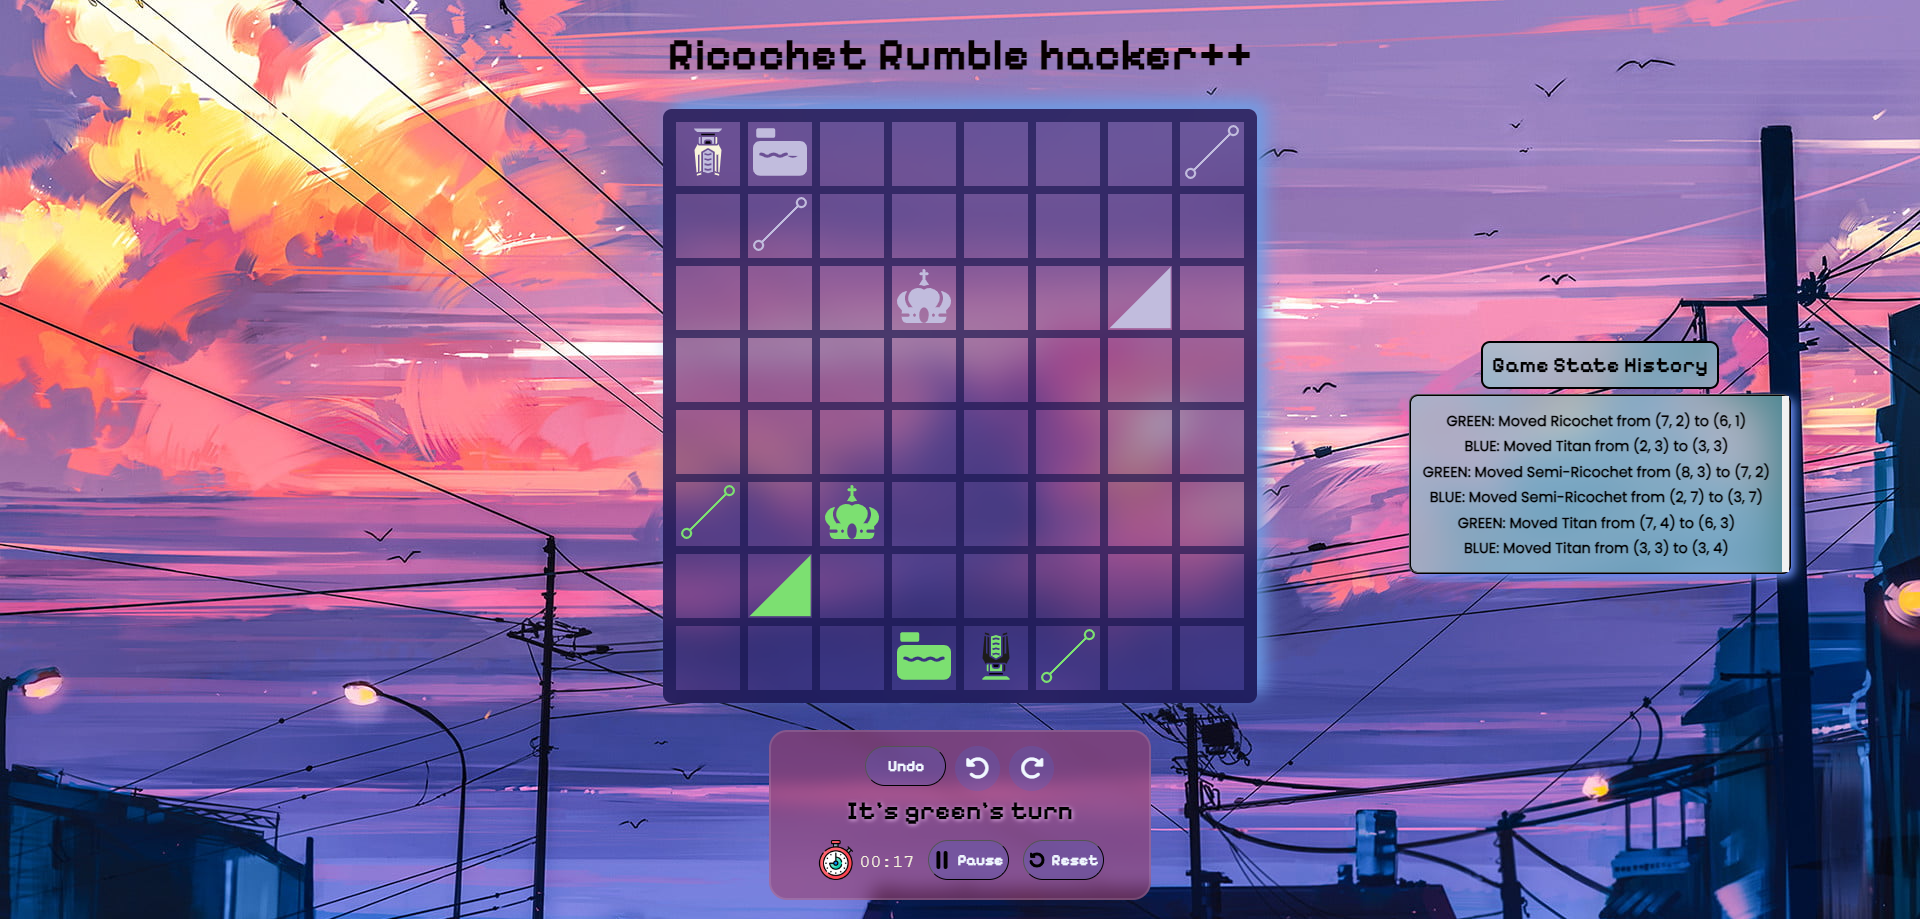 Ricochet Rumble hacker++
Game State History
GREEN: Moved Ricochet from (7, 2) to (6, 1)
BLUE: Moved Titan from (2, 3) to (3, 3)
GREEN: Moved Semi-Ricochet from (8, 3) to (7, 2)
BLUE: Moved Semi-Ricochet from (2, 7) to (3, 7)
GREEN: Moved Titan from (7, 4) to (6, 3)
BLUE: Moved Titan from (3, 3) to (3, 4)
Undo
It's green's turn
00:17 Pause Reset